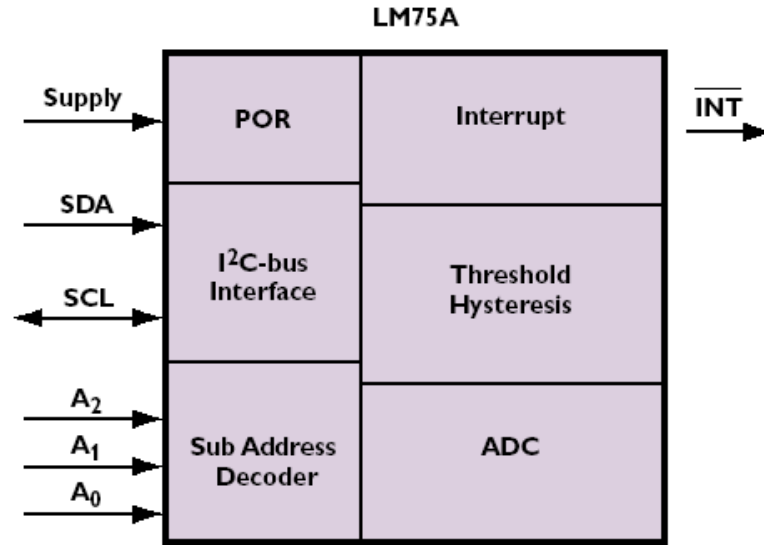 LM75A
Supply
POR
Interrupt
INT
SDA
I²C-bus
Interface
SCL
Threshold
Hysteresis
A₂
A₁
A₀
Sub Address
Decoder
ADC